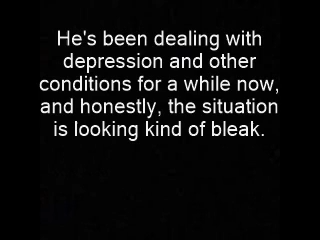 He's been dealing with
depression and other
conditions for a while now,
and honestly, the situation
is looking kind of bleak.